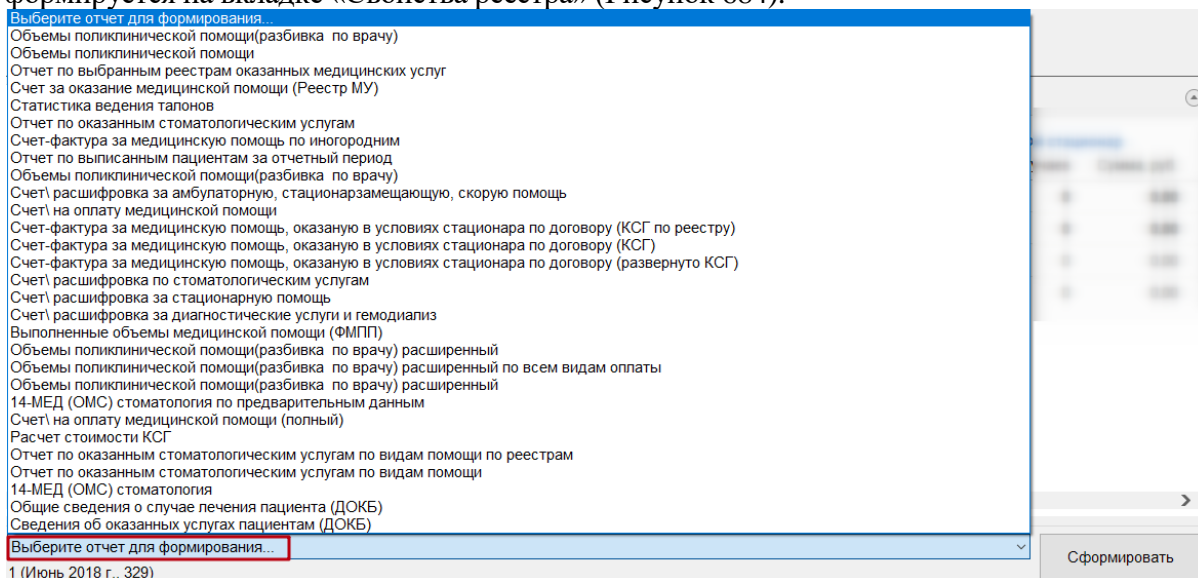 формируется на вкладке «Свойства реестра» (Рисунок 684).
Выберите отчет для формирования...
Объемы поликлинической помощи(разбивка  по врачу)
Объемы поликлинической помощи
Отчет по выбранным реестрам оказанных медицинских услуг
Счет за оказание медицинской помощи (Реестр МУ)
Статистика ведения талонов
Отчет по оказанным стоматологическим услугам
Счет-фактура за медицинскую помощь по иногородним
Отчет по выписанным пациентам за отчетный период
Объемы поликлинической помощи(разбивка  по врачу)
Счет\ расшифровка за амбулаторную, стационарзамещающую, скорую помощь
Счет\ на оплату медицинской помощи
Счет-фактура за медицинскую помощь, оказаную в условиях стационара по договору (КСГ по реестру)
Счет-фактура за медицинскую помощь, оказаную в условиях стационара по договору (КСГ)
Счет-фактура за медицинскую помощь, оказаную в условиях стационара по договору (развернуто КСГ)
Счет\ расшифровка по стоматологическим услугам
Счет\ расшифровка за стационарную помощь
Счет\ расшифровка за диагностические услуги и гемодиализ
Выполненные объемы медицинской помощи (ФМПП)
Объемы поликлинической помощи(разбивка  по врачу) расширенный
Объемы поликлинической помощи(разбивка  по врачу) расширенный по всем видам оплаты
Объемы поликлинической помощи(разбивка  по врачу) расширенный
14-МЕД (ОМС) стоматология по предварительным данным
Счет\ на оплату медицинской помощи (полный)
Расчет стоимости КСГ
Отчет по оказанным стоматологическим услугам по видам помощи по реестрам
Отчет по оказанным стоматологическим услугам по видам помощи
14-МЕД (ОМС) стоматология
Общие сведения о случае лечения пациента (ДОКБ)
Сведения об оказанных услугах пациентам (ДОКБ)
Выберите отчет для формирования...
Сформировать
1 (Июнь 2018 г., 329)